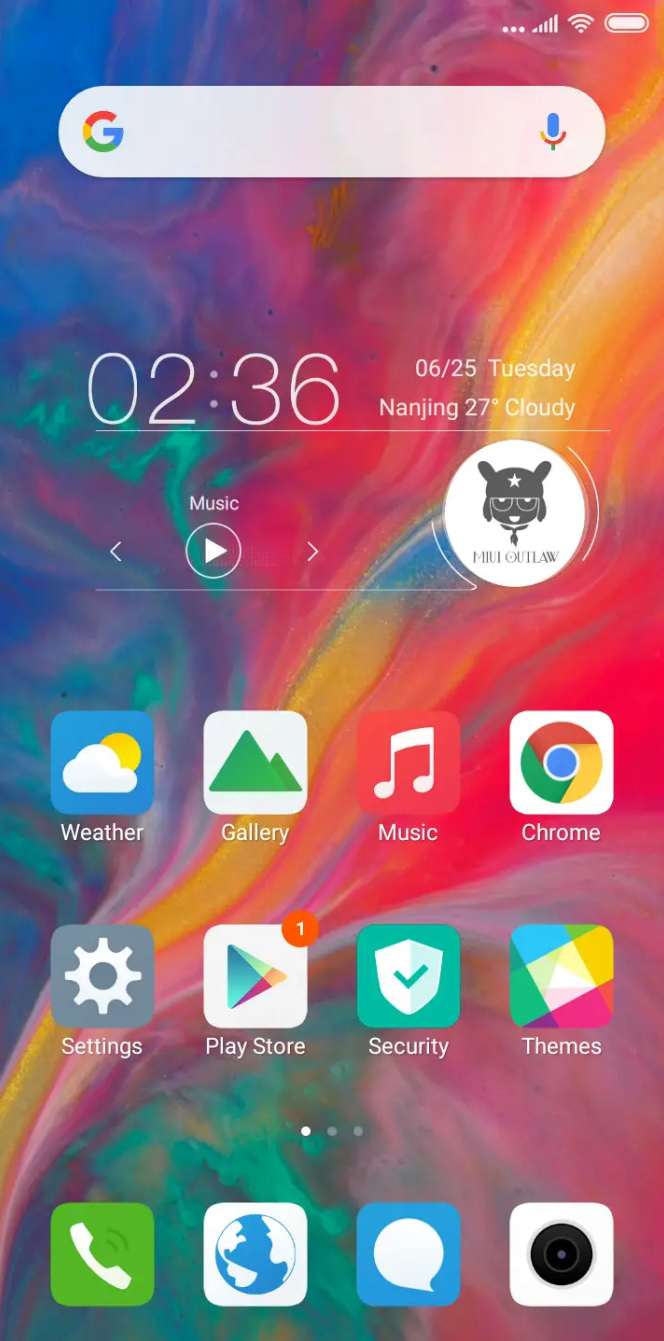 02:36
06/25 Tuesday
Nanjing 27° Cloudy
Music
MIUI OUTLAW
Weather Gallery Music Chrome
1
Settings Play Store Security Themes